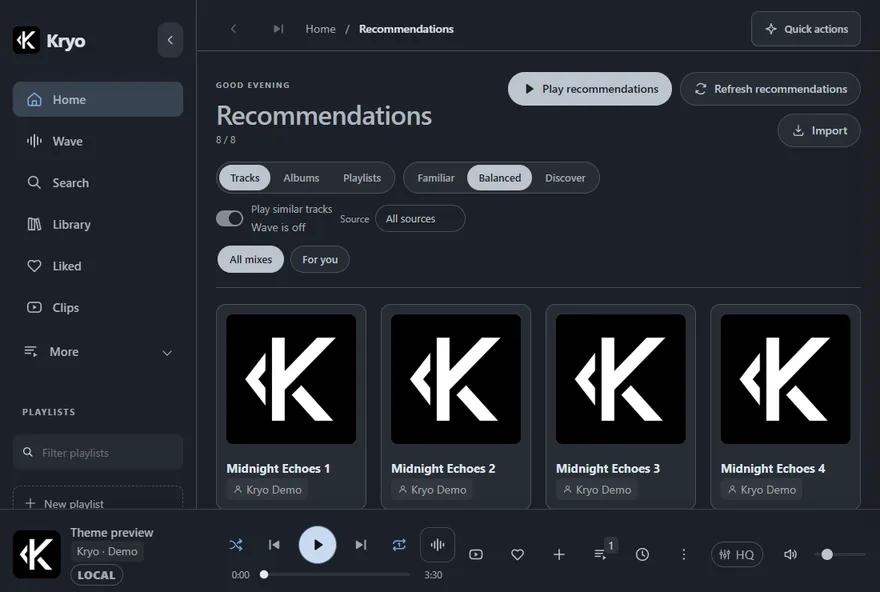 Kryo
Home / Recommendations
Quick actions
Home
Wave
Search
Library
Liked
Clips
More
PLAYLISTS
Filter playlists
New playlist
GOOD EVENING
Recommendations
8 / 8
Play recommendations
Refresh recommendations
Import
Tracks
Albums
Playlists
Familiar
Balanced
Discover
Play similar tracks
Wave is off
Source
All sources
All mixes
For you
Midnight Echoes 1
Kryo Demo
Midnight Echoes 2
Kryo Demo
Midnight Echoes 3
Kryo Demo
Midnight Echoes 4
Kryo Demo
Theme preview
Kryo · Demo
LOCAL
0:00
3:30
1
HQ